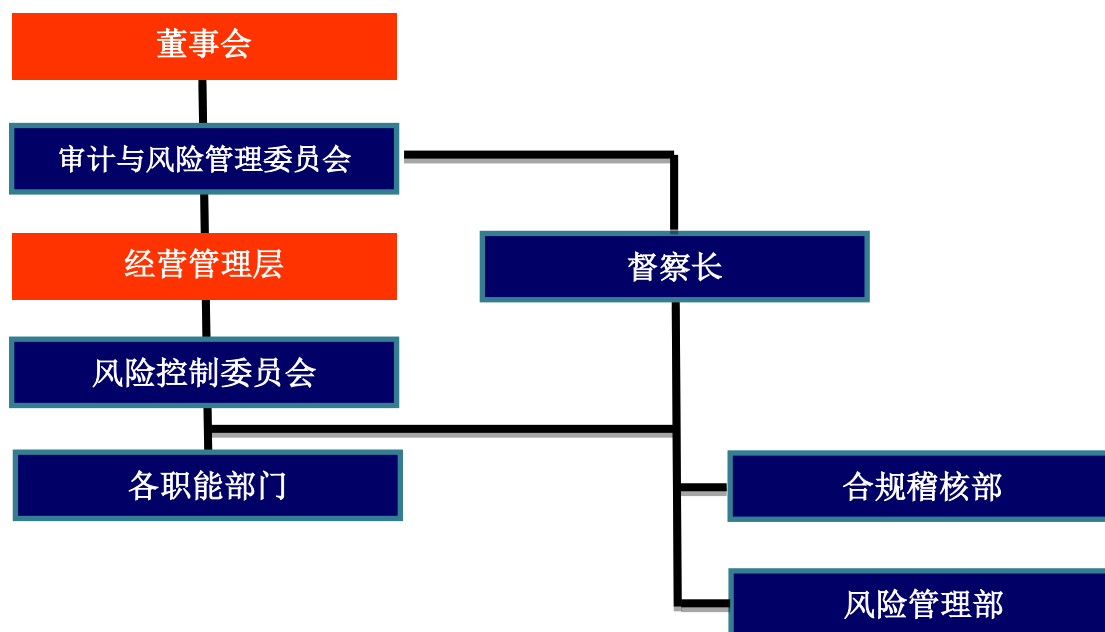 董事会
审计与风险管理委员会
经营管理层
督察长
风险控制委员会
各职能部门
合规稽核部
风险管理部